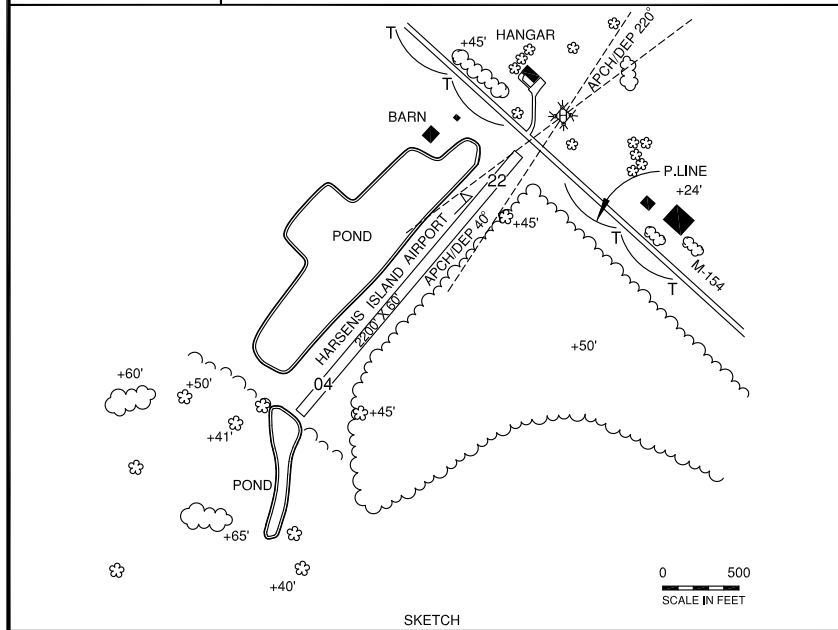 HANGAR
+45'
T
T
APCH/DEP 220°
H
BARN
P.LINE
+24'
22
POND
HARSENS ISLAND AIRPORT
2200' X 60'
APCH/DEP 40°
+45'
T
T
M-154
+50'
04
+60'
+50'
+45'
+41'
POND
+65'
+40'
0 500
SCALE IN FEET
SKETCH